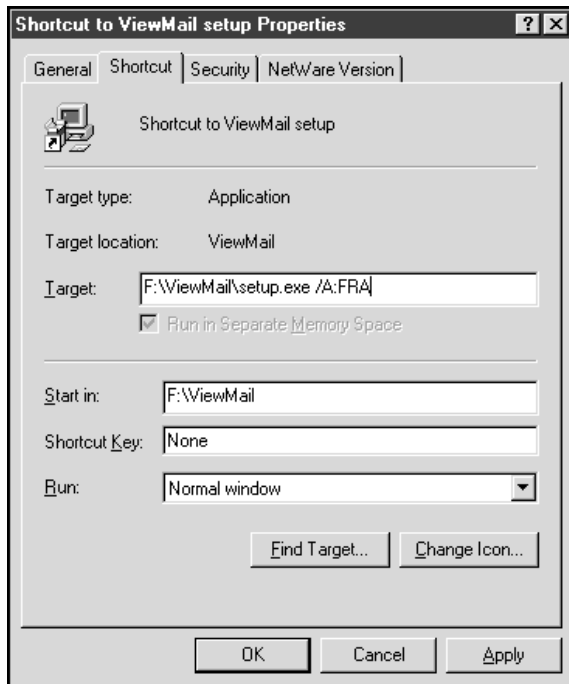 Shortcut to ViewMail setup Properties
General Shortcut Security NetWare Version
Shortcut to ViewMail setup
Target type: Application
Target location: ViewMail
Target: F:\ViewMail\setup.exe /A:FRA
Run in Separate Memory Space
Start in: F:\ViewMail
Shortcut Key: None
Run: Normal window
Find Target... Change Icon...
OK Cancel Apply